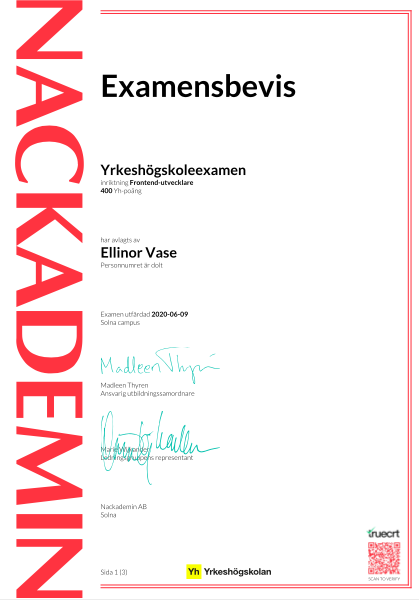 NACKADEMIN
Examensbevis
Yrkeshögskoleexamen
inriktning Frontend-utvecklare
400 Yh-poäng
har avlagts av
Ellinor Vase
Personnumret är dolt
Examen utfärdad 2020-06-09
Solna campus
Madleen Thyren
Madleen Thyren
Ansvarig utbildningssamordnare
Ledningsgruppens representant
Nackademin AB
Solna
Sida 1 (3)
Yh Yrkeshögskolan
truecrt
SCAN TO VERIFY